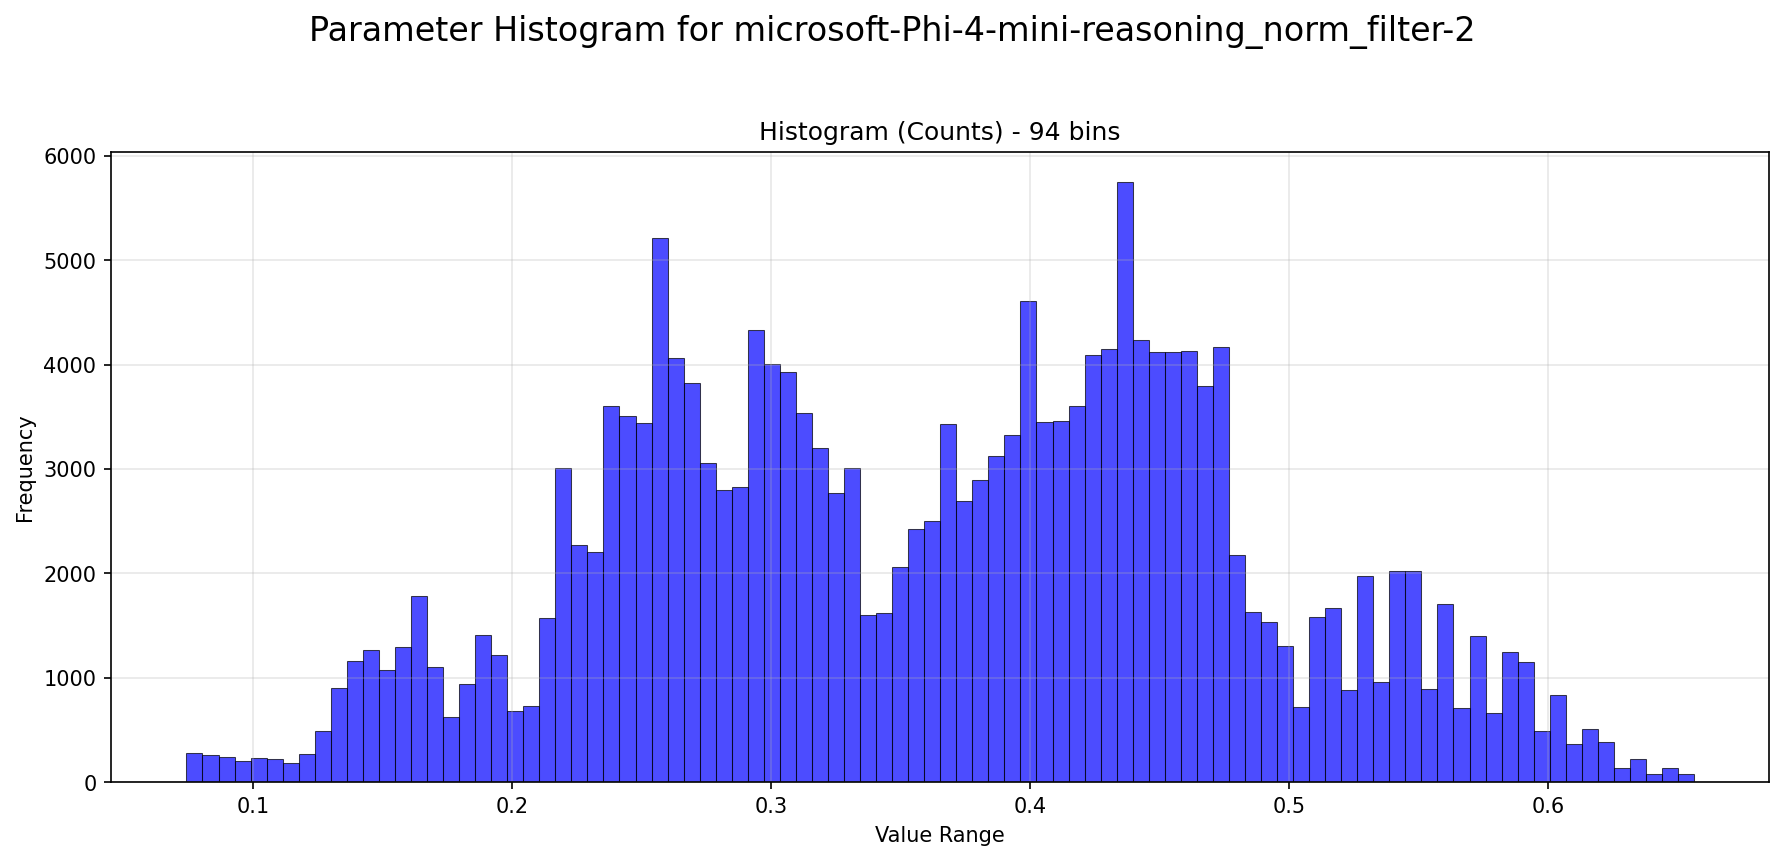 Parameter Histogram for microsoft-Phi-4-mini-reasoning_norm_filter-2
Histogram (Counts) - 94 bins
6000
5000
4000
3000
2000
1000
0
Frequency
0.1 0.2 0.3 0.4 0.5 0.6
Value Range